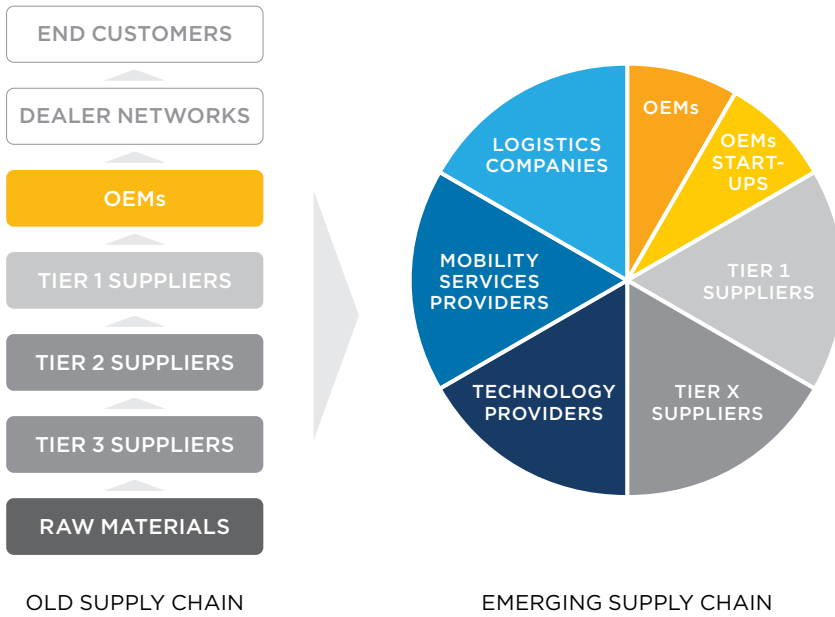 END CUSTOMERS
DEALER NETWORKS
OEMs
TIER 1 SUPPLIERS
TIER 2 SUPPLIERS
TIER 3 SUPPLIERS
RAW MATERIALS
OLD SUPPLY CHAIN
OEMs
OEMs
START-
UPS
TIER 1
SUPPLIERS
TIER X
SUPPLIERS
TECHNOLOGY
PROVIDERS
MOBILITY
SERVICES
PROVIDERS
LOGISTICS
COMPANIES
EMERGING SUPPLY CHAIN